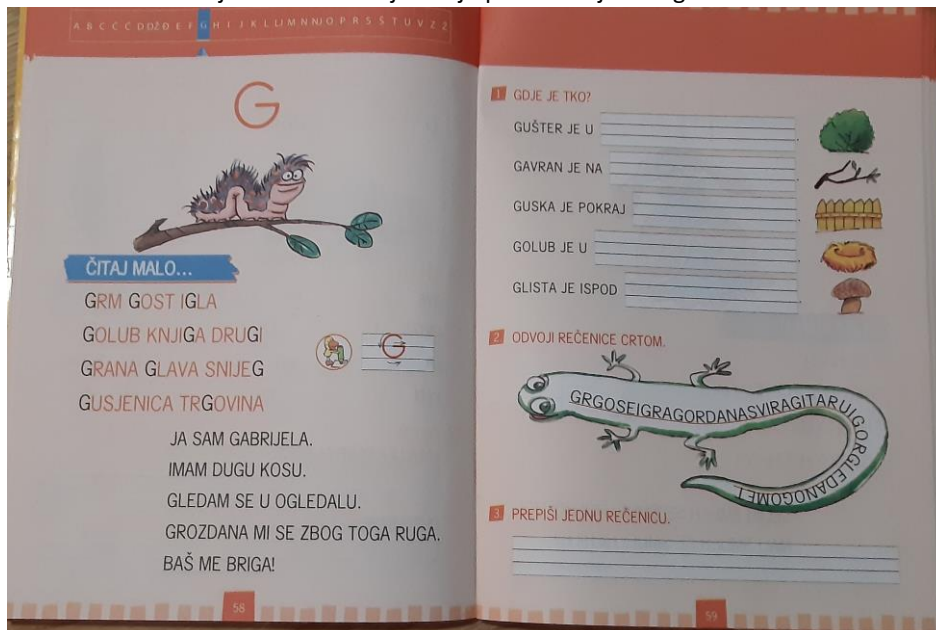 A B C Č Ć D DŽ Đ E F G H I J K L LJ M N NJ O P R S Š T U V Z Ž
G
ČITAJ MALO...
GRM GOST IGLA
GOLUB KNJIGA DRUGI
GRANA GLAVA SNIJEG
GUSJENICA TRGOVINA
G
JA SAM GABRIJELA.
IMAM DUGU KOSU.
GLEDAM SE U OGLEDALU.
GROZDANA MI SE ZBOG TOGA RUGA.
BAŠ ME BRIGA!
58
1 GDJE JE TKO?
GUŠTER JE U .
GAVRAN JE NA .
GUSKA JE POKRAJ .
GOLUB JE U .
GLISTA JE ISPOD .
2 ODVOJI REČENICE CRTOM.
GRGOSEIGRAGORDANASVIRAGITARUIGORGLEDANOGOMET.
3 PREPIŠI JEDNU REČENICU.
59